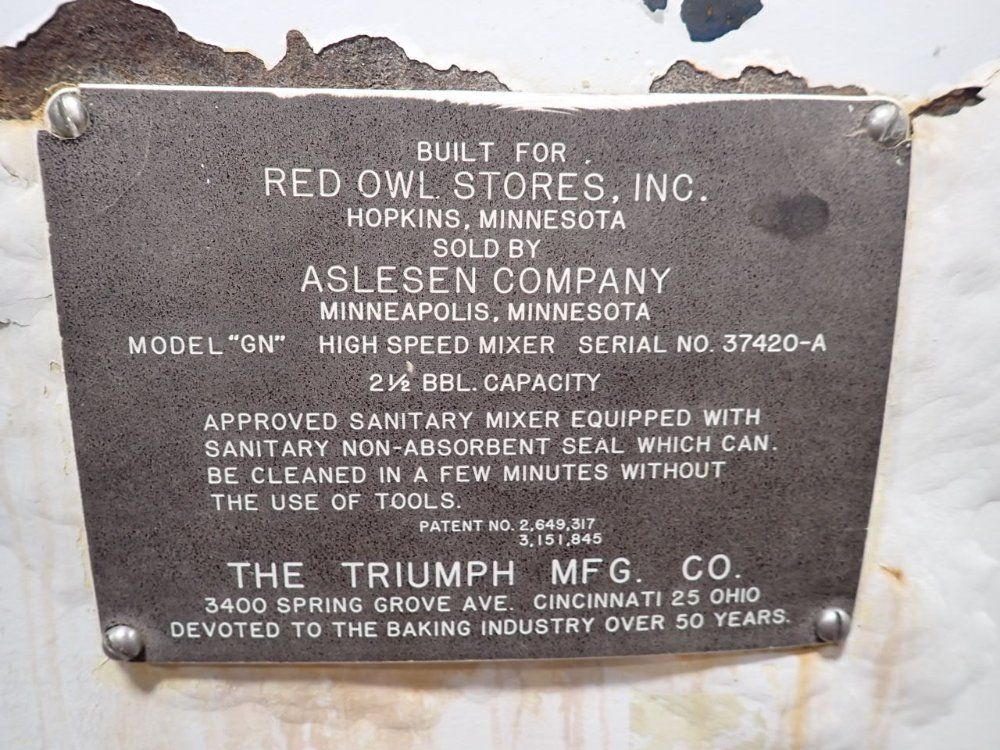 BUILT FOR
RED OWL STORES, INC.
HOPKINS, MINNESOTA
SOLD BY
ASLESEN COMPANY
MINNEAPOLIS, MINNESOTA
MODEL "GN" HIGH SPEED MIXER SERIAL NO. 37420-A
2½ BBL. CAPACITY
APPROVED SANITARY MIXER EQUIPPED WITH
SANITARY NON-ABSORBENT SEAL WHICH CAN.
BE CLEANED IN A FEW MINUTES WITHOUT
THE USE OF TOOLS.
PATENT NO. 2,649,317
3,151,845
THE TRIUMPH MFG. CO.
3400 SPRING GROVE AVE. CINCINNATI 25 OHIO
DEVOTED TO THE BAKING INDUSTRY OVER 50 YEARS.